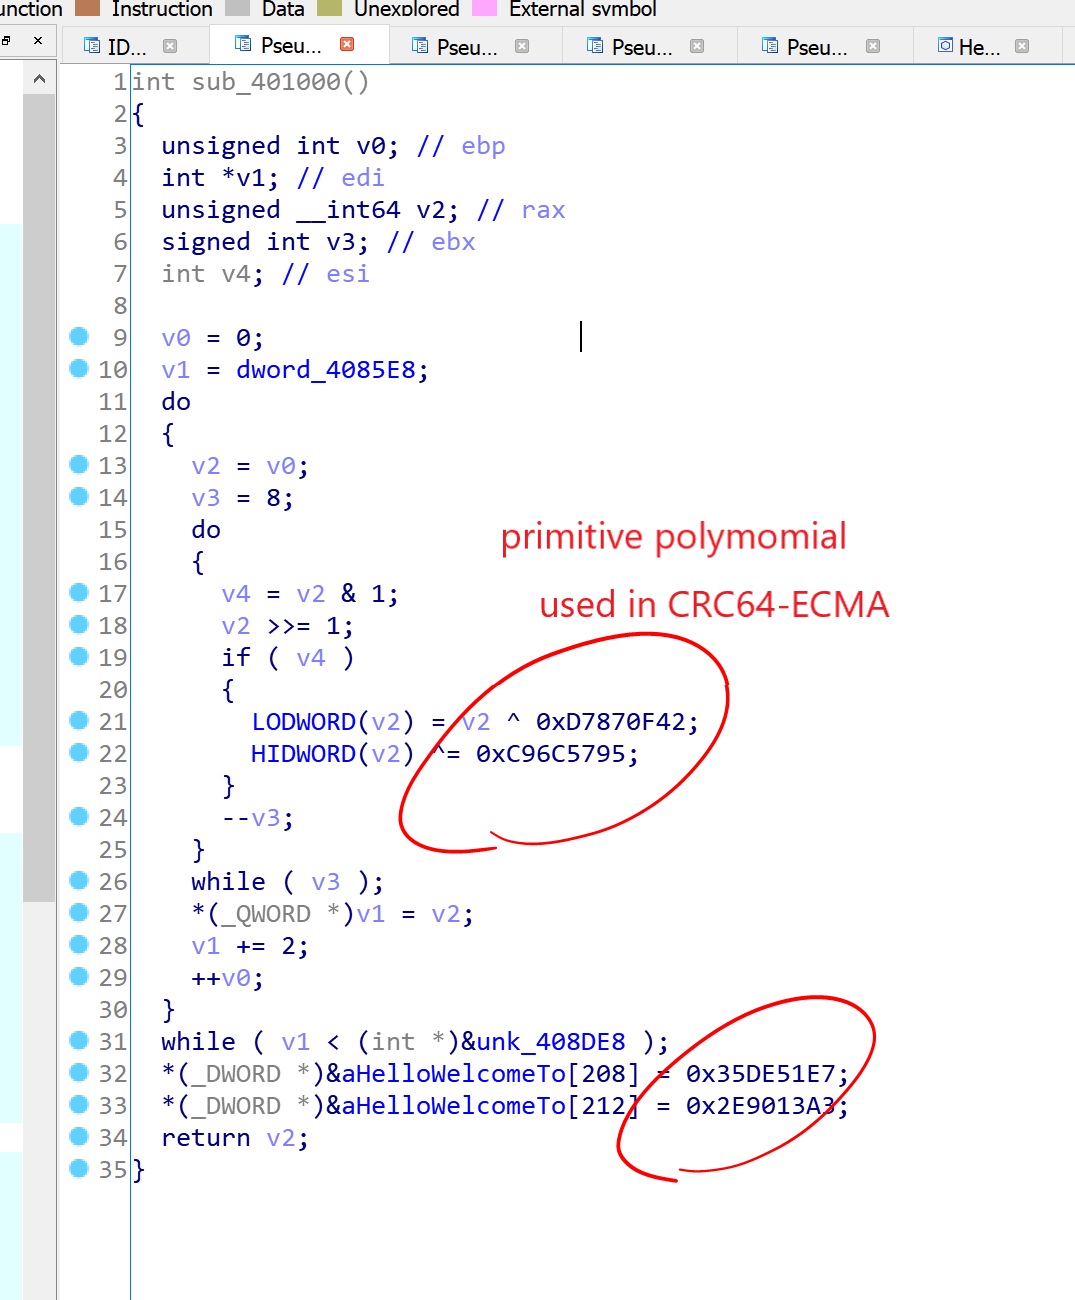 unction Instruction Data Unexplored External symbol
ID... Pseu... Pseu... Pseu... Pseu... He...
1 int sub_401000()
2 {
3 unsigned int v0; // ebp
4 int *v1; // edi
5 unsigned __int64 v2; // rax
6 signed int v3; // ebx
7 int v4; // esi
8
9 v0 = 0;
10 v1 = dword_4085E8;
11 do
12 {
13 v2 = v0;
14 v3 = 8;
15 do
primitive polymomial
16 {
17 v4 = v2 & 1;
used in CRC64-ECMA
18 v2 >>= 1;
19 if ( v4 )
20 {
21 LODWORD(v2) = v2 ^ 0xD7870F42;
22 HIDWORD(v2) ^= 0xC96C5795;
23 }
24 --v3;
25 }
26 while ( v3 );
27 *(_QWORD *)v1 = v2;
28 v1 += 2;
29 ++v0;
30 }
31 while ( v1 < (int *)&unk_408DE8 );
32 *(_DWORD *)&aHelloWelcomeTo[208] = 0x35DE51E7;
33 *(_DWORD *)&aHelloWelcomeTo[212] = 0x2E9013A3;
34 return v2;
35 }